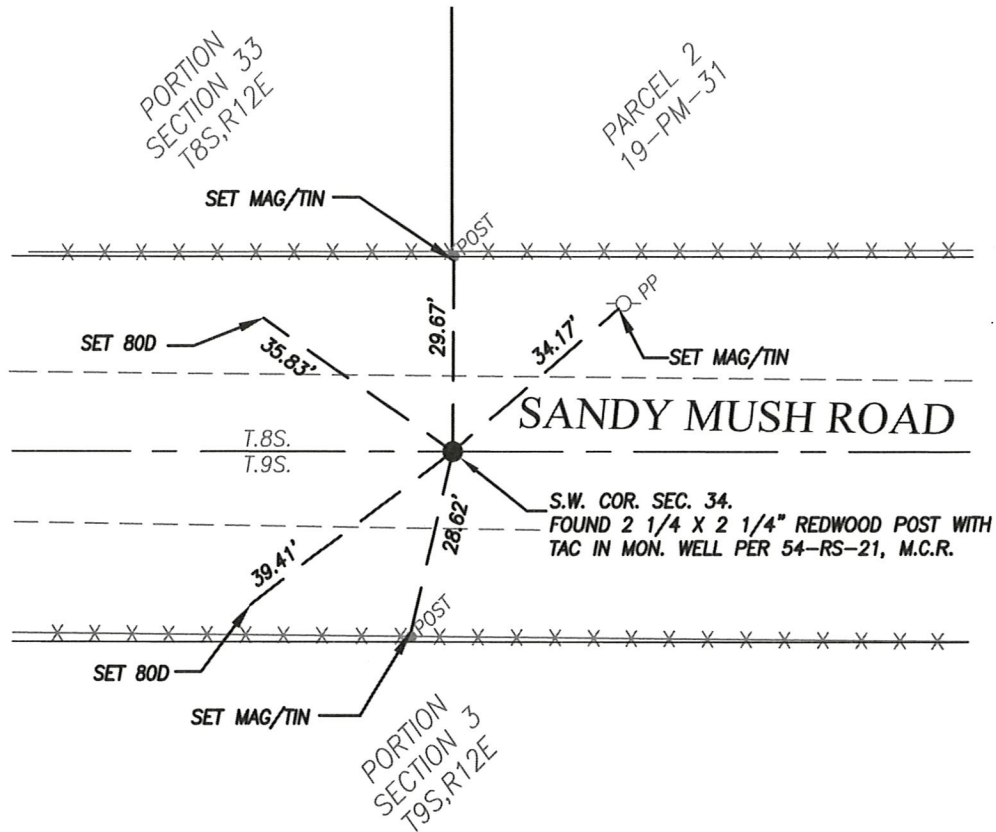 PORTION
SECTION 33
T8S,R12E
PARCEL 2
19-PM-31
SET MAG/TIN
POST
PP
SET 80D
35.83'
29.67'
34.17'
SET MAG/TIN
SANDY MUSH ROAD
T.8S.
T.9S.
S.W. COR. SEC. 34.
FOUND 2 1/4 X 2 1/4" REDWOOD POST WITH
TAC IN MON. WELL PER 54-RS-21, M.C.R.
39.41'
28.62'
POST
SET 80D
SET MAG/TIN
PORTION
SECTION 3
T9S,R12E